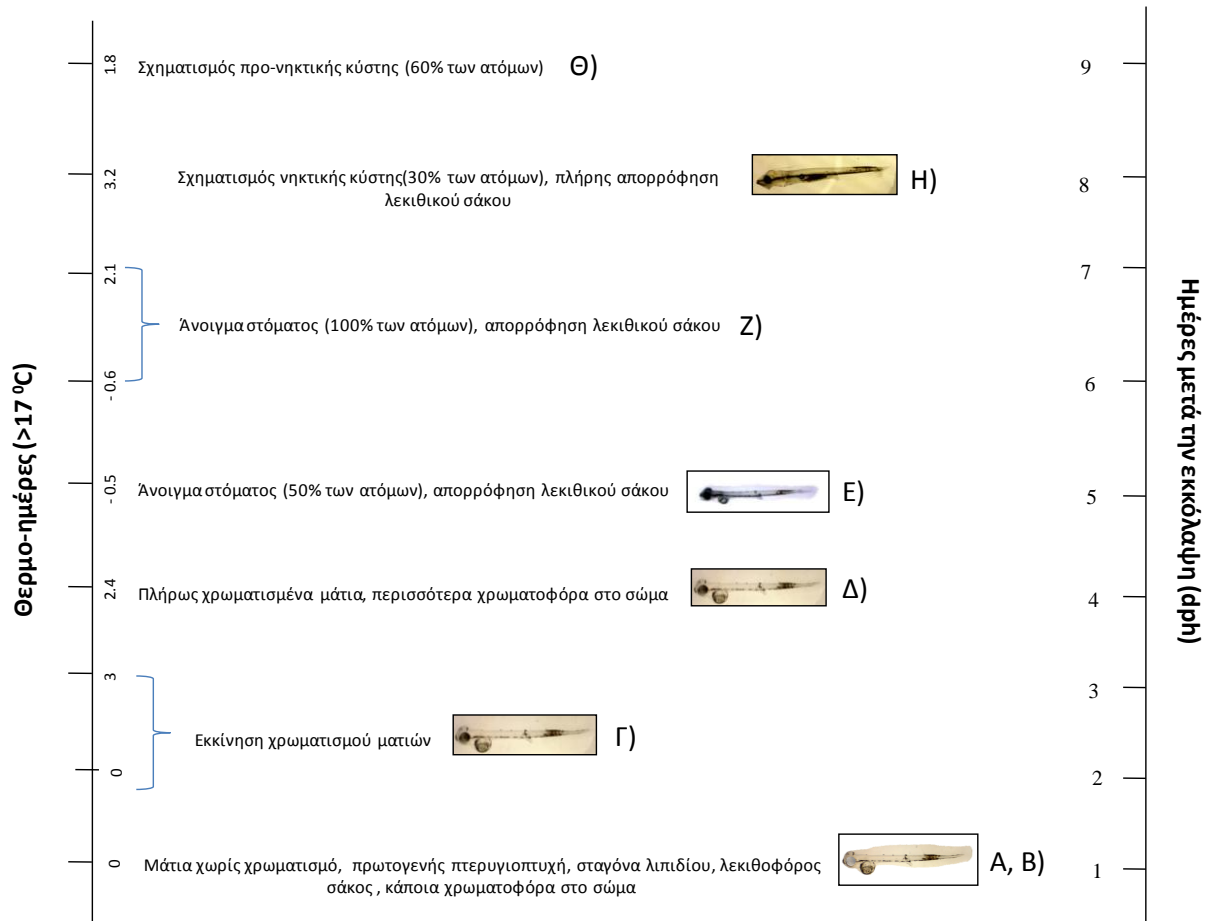 1.8 Σχηματισμός προ-νηκτικής κύστης (60% των ατόμων) Θ) 9
3.2 Σχηματισμός νηκτικής κύστης(30% των ατόμων), πλήρης απορρόφηση
λεκιθικού σάκου Η) 8
2.1 7
Άνοιγμα στόματος (100% των ατόμων), απορρόφηση λεκιθικού σάκου Ζ)
- 0.6 6
- 0.5 Άνοιγμα στόματος (50% των ατόμων), απορρόφηση λεκιθικού σάκου Ε) 5
2.4 Πλήρως χρωματισμένα μάτια, περισσότερα χρωματοφόρα στο σώμα Δ) 4
3 3
Εκκίνηση χρωματισμού ματιών Γ)
0 2
0 Μάτια χωρίς χρωματισμό, πρωτογενής πτερυγιοπτυχή, σταγόνα λιπιδίου, λεκιθοφόρος
σάκος , κάποια χρωματοφόρα στο σώμα Α, Β) 1
Θερμο-ημέρες (>17 ⁰C)
Ημέρες μετά την εκκόλαψη (dph)